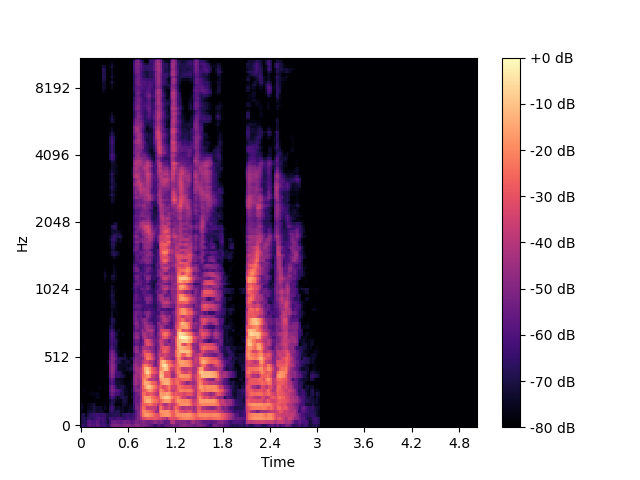 +0 dB
8192
-10 dB
4096
-20 dB
-30 dB
2048
Hz
-40 dB
1024
-50 dB
512
-60 dB
-70 dB
0
-80 dB
0 0.6 1.2 1.8 2.4 3 3.6 4.2 4.8
Time